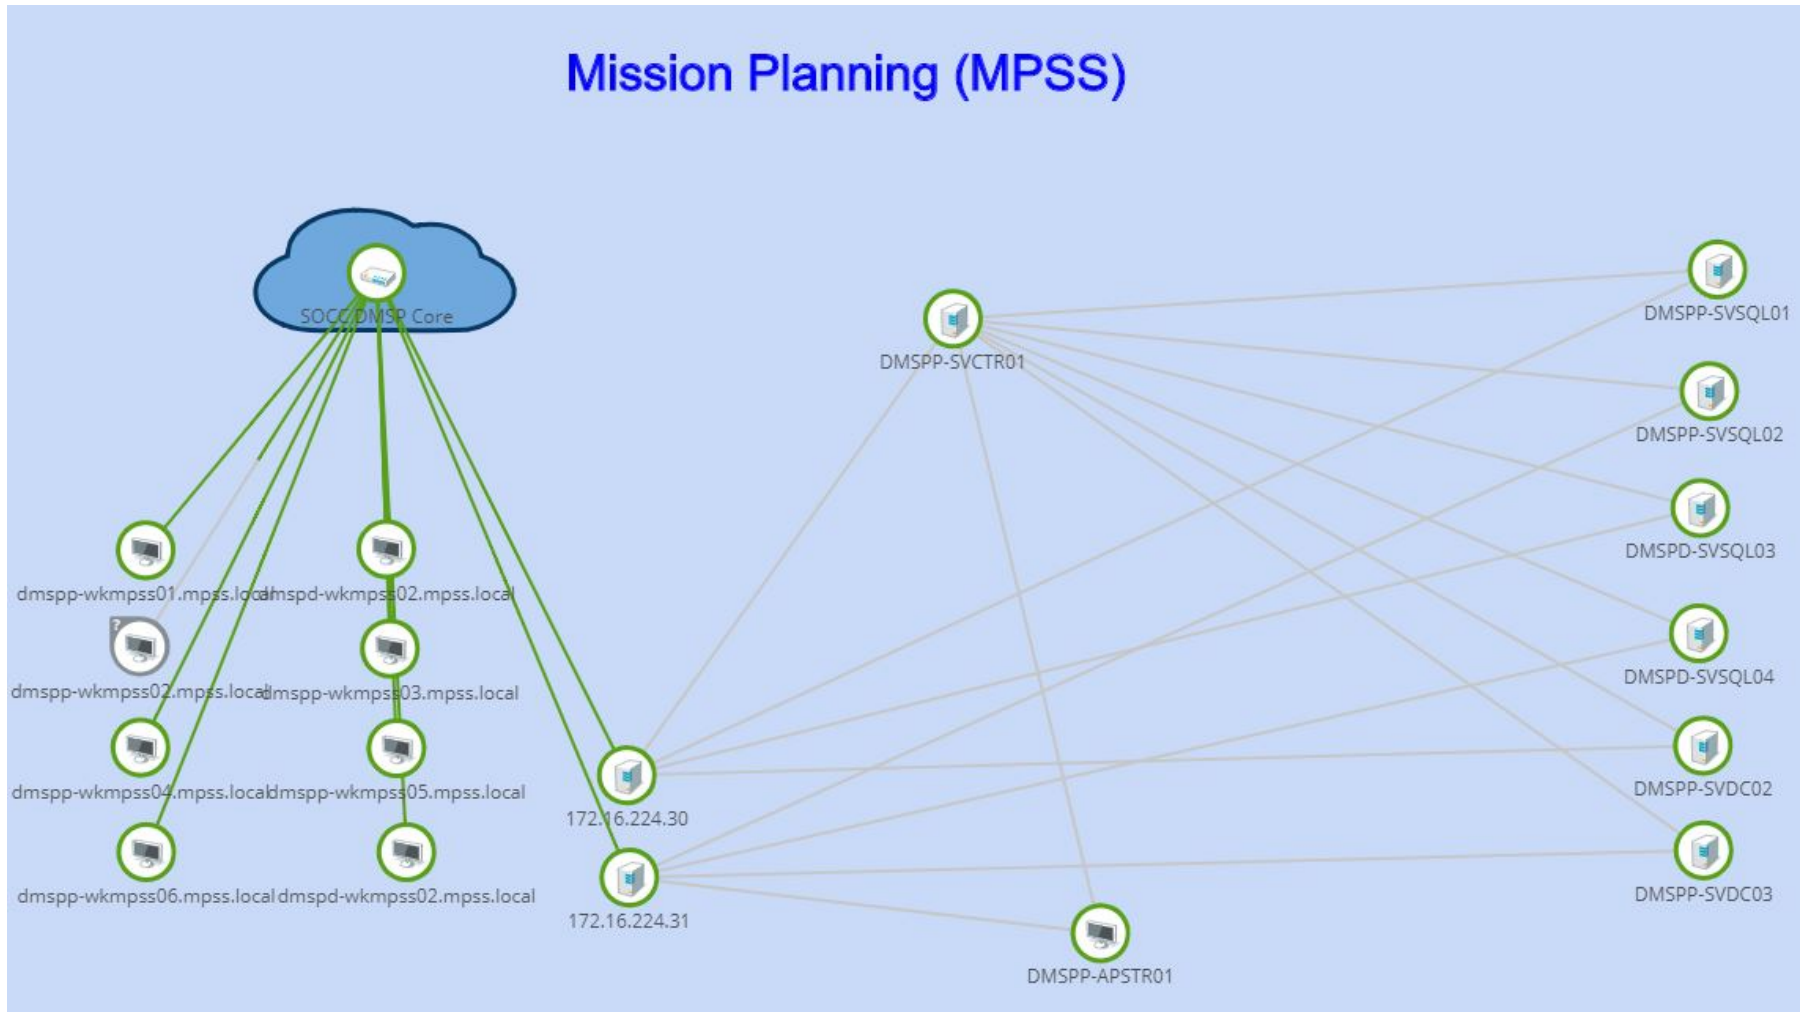 Mission Planning (MPSS)
SOCC DMSP Core
DMSPP-SVCTR01
DMSPP-SVSQL01
DMSPP-SVSQL02
DMSPD-SVSQL03
dmspp-wkmpss01.mpss.local
dmspd-wkmpss02.mpss.local
?
DMSPD-SVSQL04
dmspp-wkmpss02.mpss.local
dmspp-wkmpss03.mpss.local
DMSPP-SVDC02
dmspp-wkmpss04.mpss.local
dmspp-wkmpss05.mpss.local
172.16.224.30
DMSPP-SVDC03
dmspp-wkmpss06.mpss.local
dmspd-wkmpss02.mpss.local
172.16.224.31
DMSPP-APSTR01